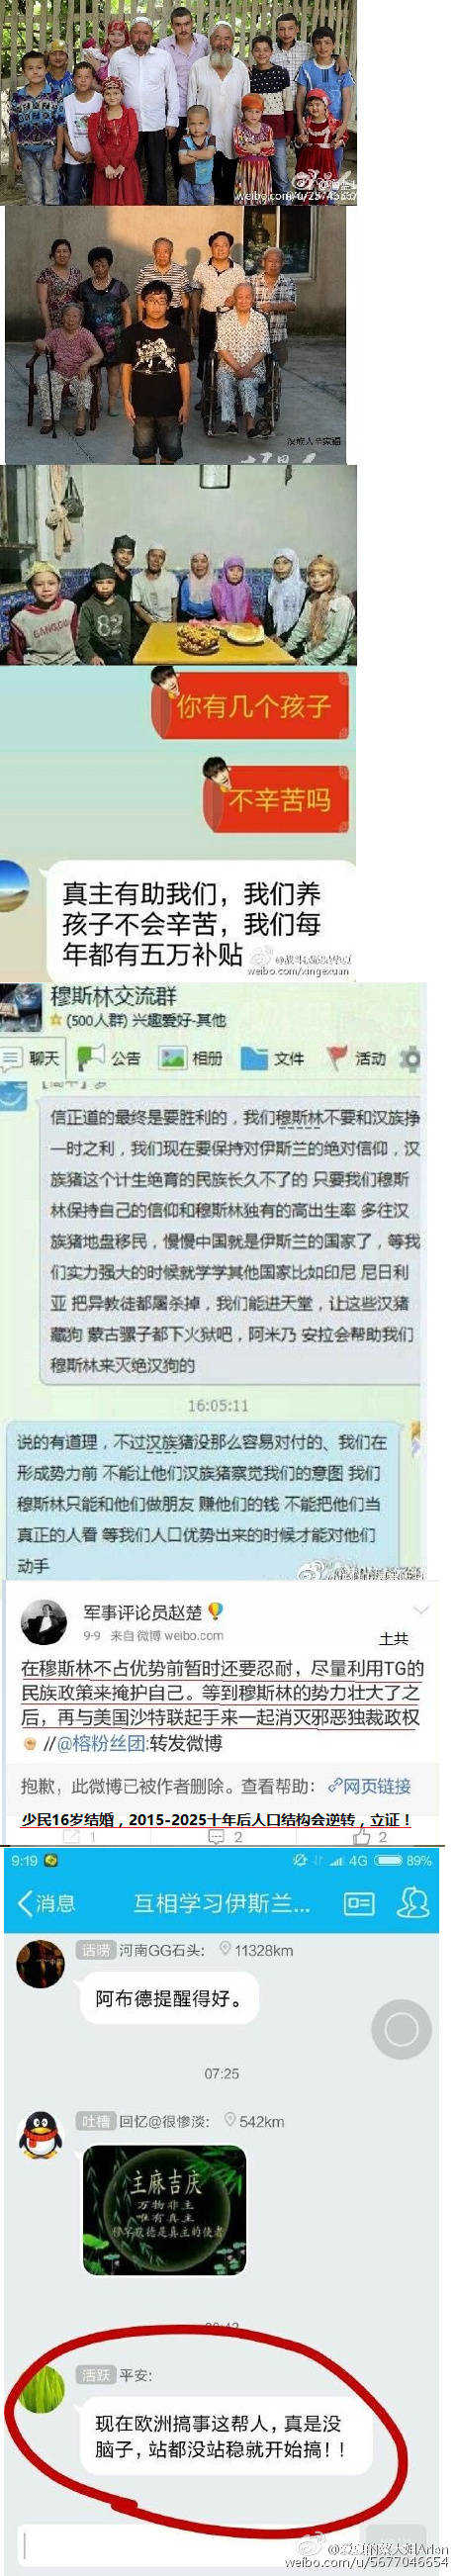 weibo.com/u/
汉族人全家福
GANGDU
82
你有几个孩子
不辛苦吗
真主有助我们，我们养
孩子不会辛苦，我们每
年都有五万补贴
weibo.com/xingexuan
穆斯林交流群
(500人群) 兴趣爱好-其他
聊天 公告 相册 文件 活动
信正道的最终是要胜利的，我们穆斯林不要和汉族挣
一时之利，我们现在要保持对伊斯兰的绝对信仰，汉
族猪这个计生绝育的民族长久不了的 只要我们穆斯
林保持自己的信仰和穆斯林独有的高出生率 多往汉
族猪地盘移民，慢慢中国就是伊斯兰的国家了，等我
们实力强大的时候就学学其他国家比如印尼 尼日利
亚 把异教徒都屠杀掉，我们能进天堂，让这些汉猪
藏狗 蒙古骡子都下火狱吧，阿米乃 安拉会帮助我们
穆斯林来灭绝汉狗的
16:05:11
说的有道理，不过汉族猪没那么容易对付的、我们在
形成势力前 不能让他们汉族猪察觉我们的意图 我们
穆斯林只能和他们做朋友 赚他们的钱 不能把他们当
真正的人看 等我们人口优势出来的时候才能对他们
动手
军事评论员赵楚
9-9 来自 微博 weibo.com
土共
在穆斯林不占优势前暂时还要忍耐，尽量利用TG的
民族政策来掩护自己。等到穆斯林的势力壮大了之
后，再与美国沙特联起手来一起消灭邪恶独裁政权
//@榕粉丝团:转发微博
抱歉，此微博已被作者删除。查看帮助：网页链接
少民16岁结婚，2015-2025十年后人口结构会逆转，立证！
1 2 2
9:19 4G 89%
消息 互相学习伊斯兰...
话唠 河南GG石头: 11328km
阿布德提醒得好。
07:25
吐槽 回忆@很惨淡: 542km
主麻吉庆
万物非主
唯有真主
穆罕默德是真主的使者
活跃 平安:
现在欧洲搞事这帮人，真是没
脑子，站都没站稳就开始搞！！
weibo.com/u/5677046654